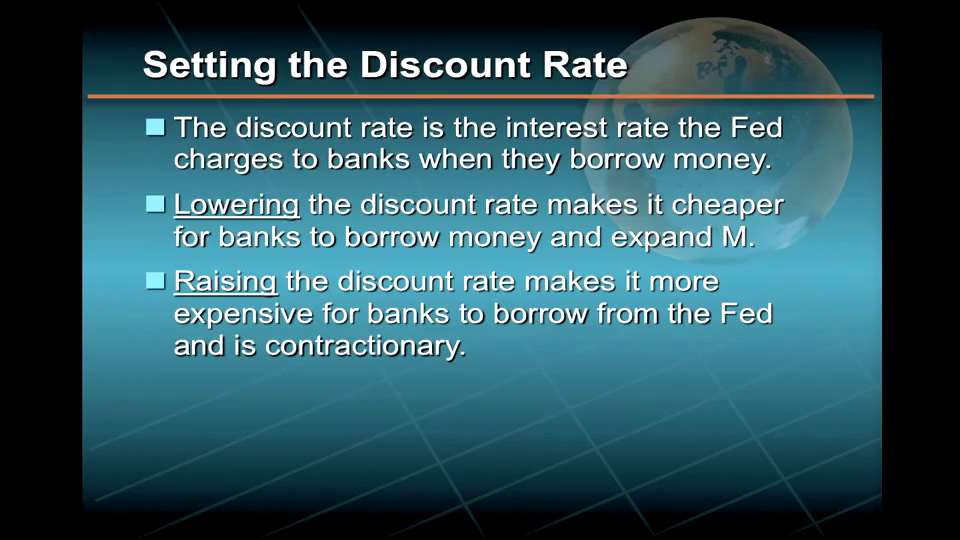 Setting the Discount Rate
The discount rate is the interest rate the Fed
charges to banks when they borrow money.
Lowering the discount rate makes it cheaper
for banks to borrow money and expand M.
Raising the discount rate makes it more
expensive for banks to borrow from the Fed
and is contractionary.